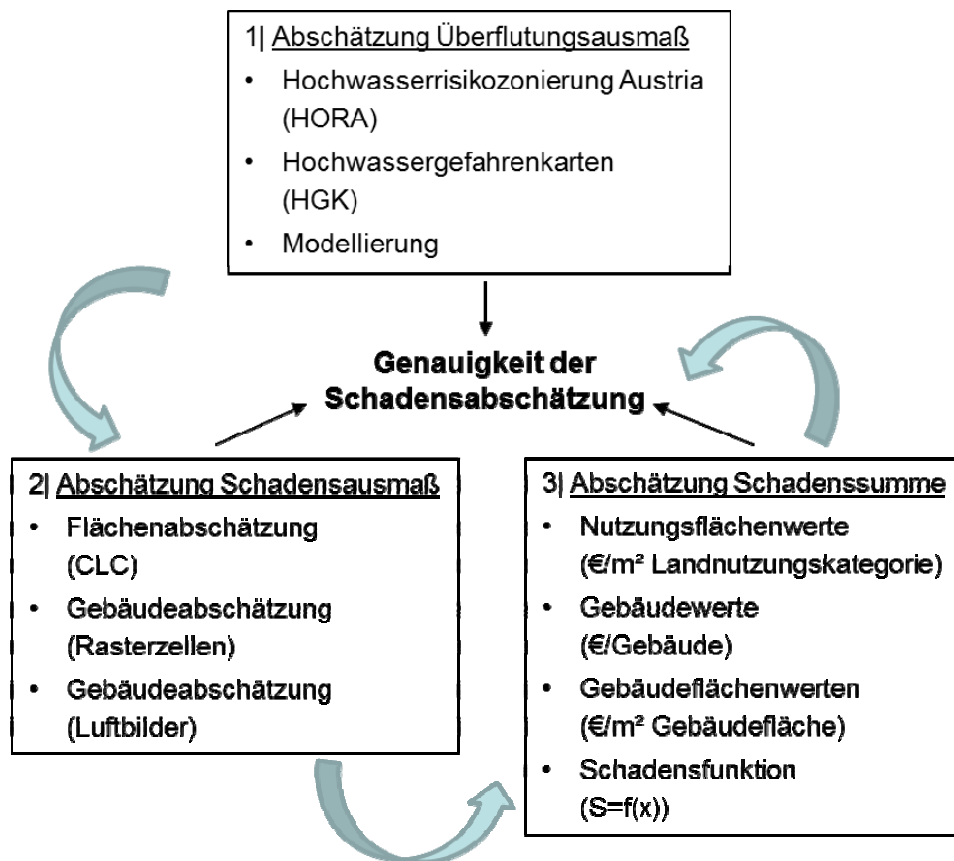 1| Abschätzung Überflutungsausmaß
• Hochwasserrisikozonierung Austria
(HORA)
• Hochwassergefahrenkarten
(HGK)
• Modellierung
Genauigkeit der
Schadensabschätzung
2| Abschätzung Schadensausmaß
• Flächenabschätzung
(CLC)
• Gebäudeabschätzung
(Rasterzellen)
• Gebäudeabschätzung
(Luftbilder)
3| Abschätzung Schadenssumme
• Nutzungsflächenwerte
(€/m² Landnutzungskategorie)
• Gebäudewerte
(€/Gebäude)
• Gebäudeflächenwerten
(€/m² Gebäudefläche)
• Schadensfunktion
(S=f(x))